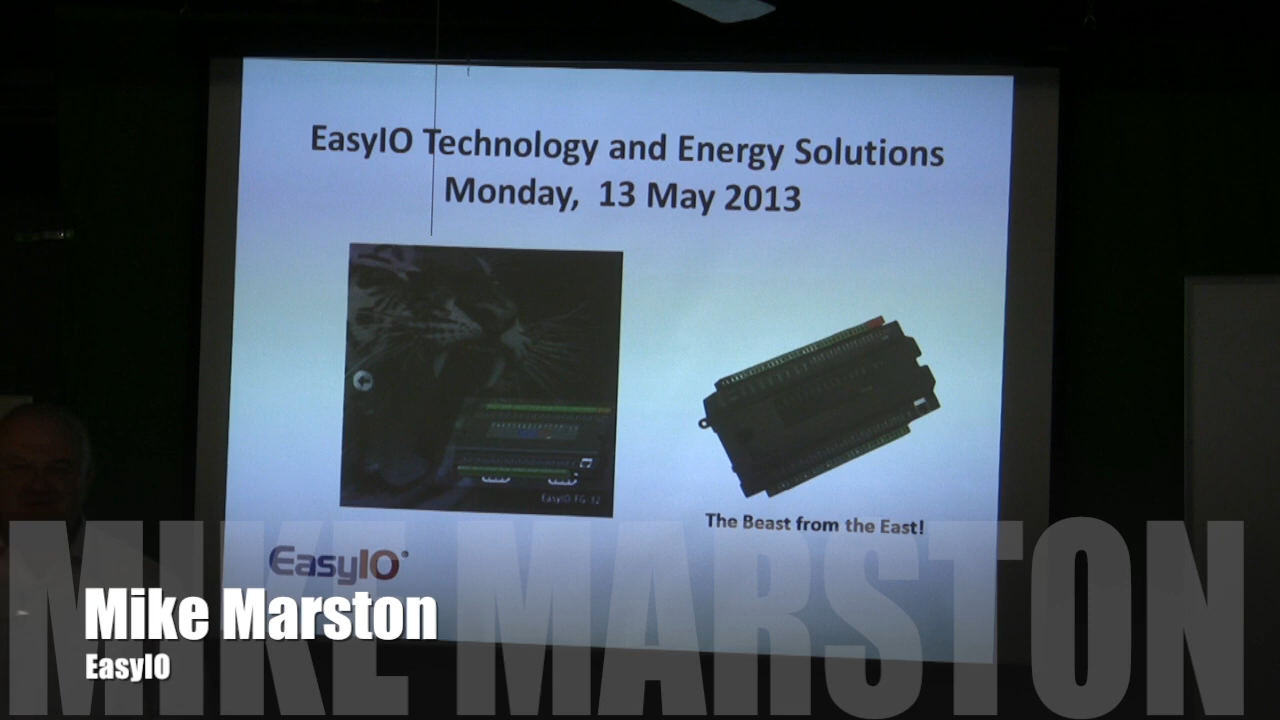 EasyIO Technology and Energy Solutions
Monday, 13 May 2013
EasyIO FG-32
The Beast from the East!
EasyIO
MIKE MARSTON
Mike Marston
EasyIO